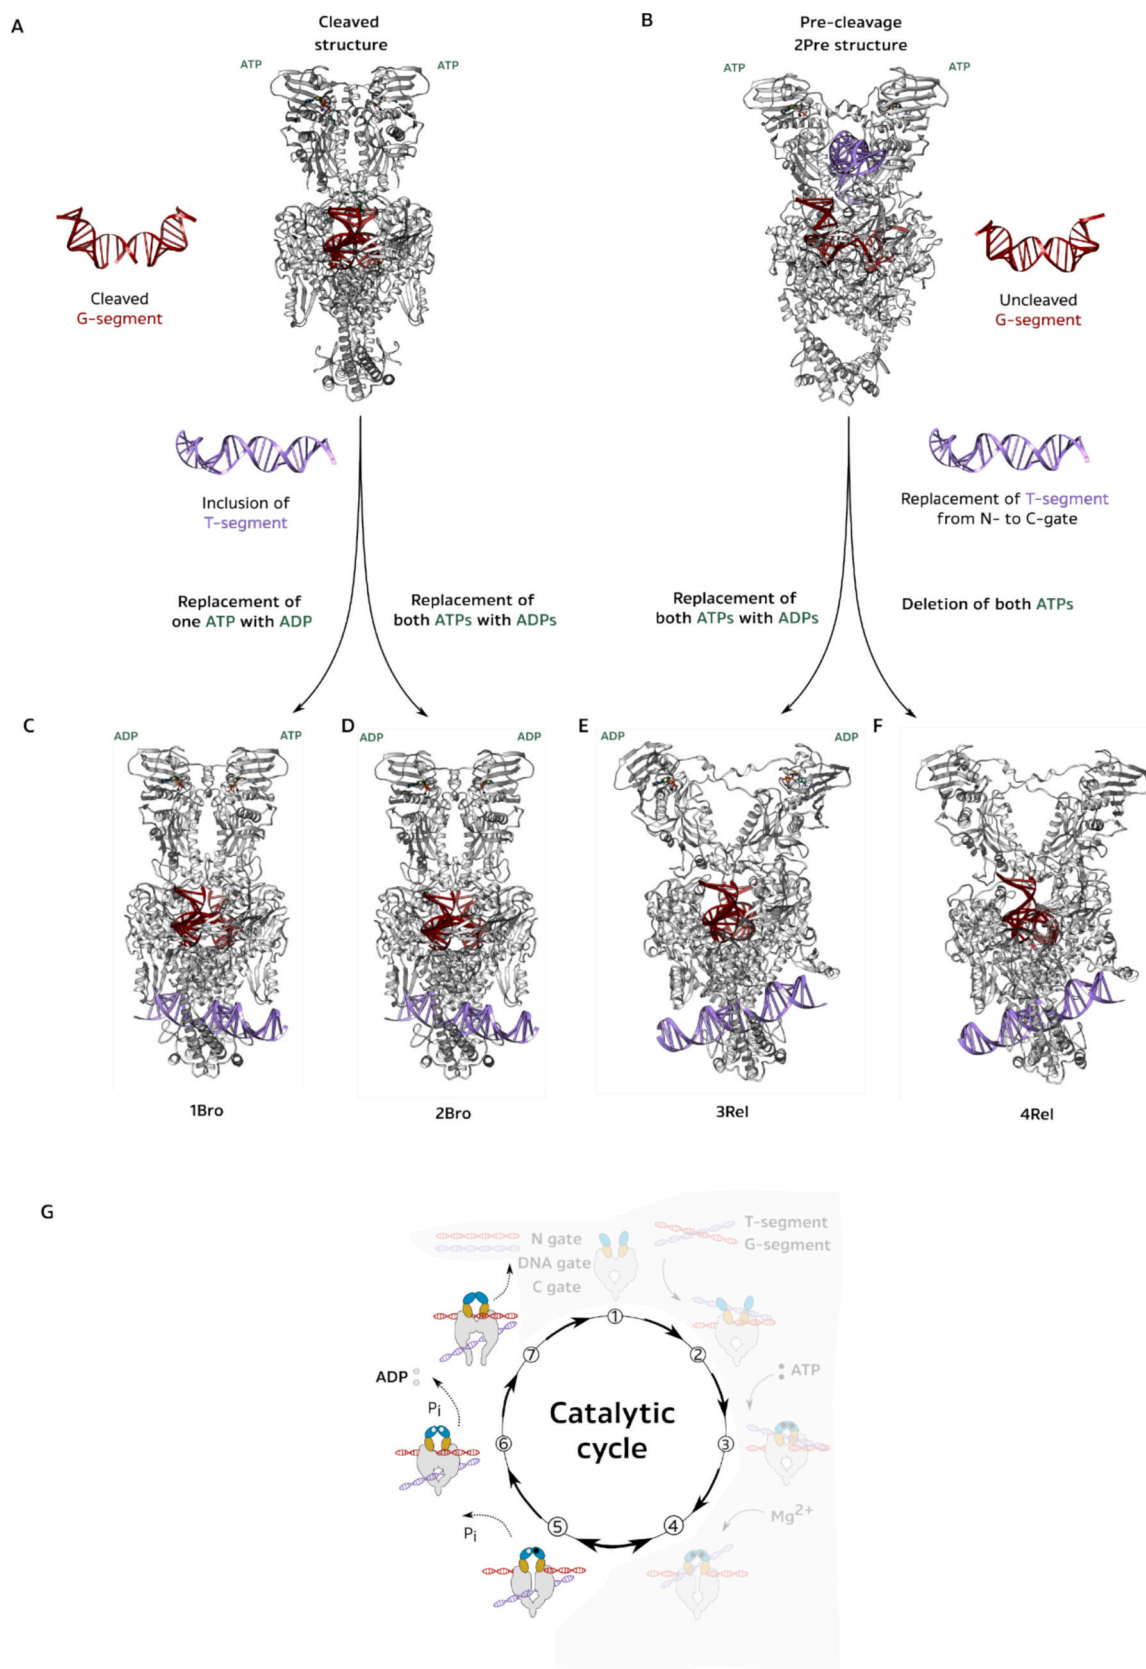 A
Cleaved
structure
ATP
ATP
Cleaved
G-segment
B
Pre-cleavage
2Pre structure
ATP
ATP
Uncleaved
G-segment
Inclusion of
T-segment
Replacement of T-segment
from N- to C-gate
Replacement of
one ATP with ADP
Replacement of
both ATPs with ADPs
Replacement of
both ATPs with ADPs
Deletion of both ATPs
C
ADP
ATP
1Bro
D
ADP
ADP
2Bro
E
ADP
ADP
3Rel
F
4Rel
G
N gate
DNA gate
C gate
T-segment
G-segment
1
2
ATP
3
Mg2+
4
5
Pi
6
Pi
ADP
7
Catalytic
cycle